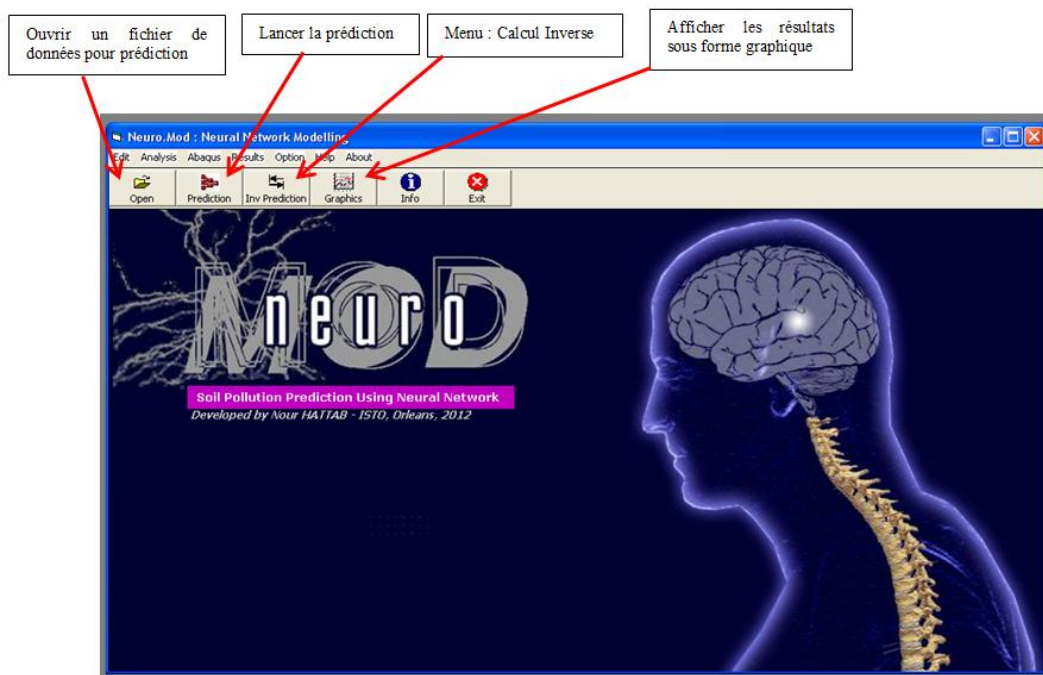 Ouvrir un fichier de
données pour prédiction
Lancer la prédiction
Menu : Calcul Inverse
Afficher les résultats
sous forme graphique
Neuro.Mod : Neural Network Modelling
Edit Analysis Abaqus Results Option Help About
Open Prediction Inv Prediction Graphics Info Exit
MOD
neuro
Soil Pollution Prediction Using Neural Network
Developed by Nour HATTAB - ISTO, Orleans, 2012